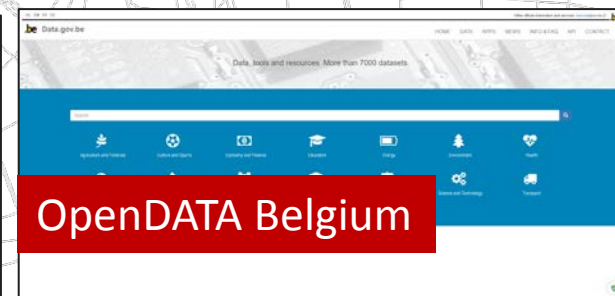 .be Data.gov.be
HOME DATA APPS NEWS INFO & FAQ API CONTACT
Data, tools and resources. More than 7000 datasets.
Search
Agriculture and Fisheries Culture and Sports Economy and Finance Education Energy Environment Health
Science and Technology Transport
OpenDATA Belgium